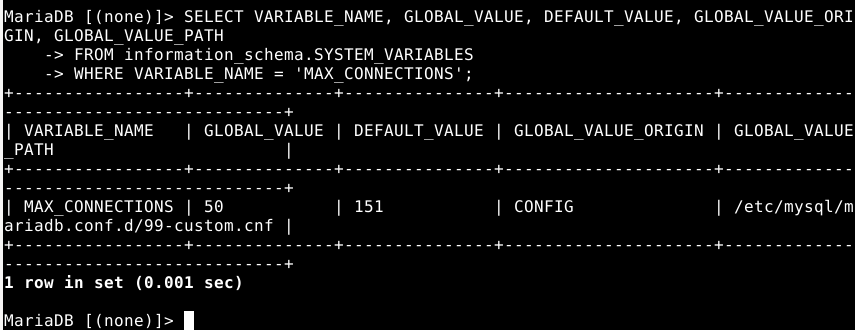 MariaDB [(none)]> SELECT VARIABLE_NAME, GLOBAL_VALUE, DEFAULT_VALUE, GLOBAL_VALUE_ORI
GIN, GLOBAL_VALUE_PATH
    -> FROM information_schema.SYSTEM_VARIABLES
    -> WHERE VARIABLE_NAME = 'MAX_CONNECTIONS';
+-----------------+--------------+---------------+---------------------+-------------
----------------------------+
| VARIABLE_NAME   | GLOBAL_VALUE | DEFAULT_VALUE | GLOBAL_VALUE_ORIGIN | GLOBAL_VALUE
_PATH                       |
+-----------------+--------------+---------------+---------------------+-------------
----------------------------+
| MAX_CONNECTIONS | 50           | 151           | CONFIG              | /etc/mysql/m
ariadb.conf.d/99-custom.cnf |
+-----------------+--------------+---------------+---------------------+-------------
----------------------------+
1 row in set (0.001 sec)

MariaDB [(none)]>